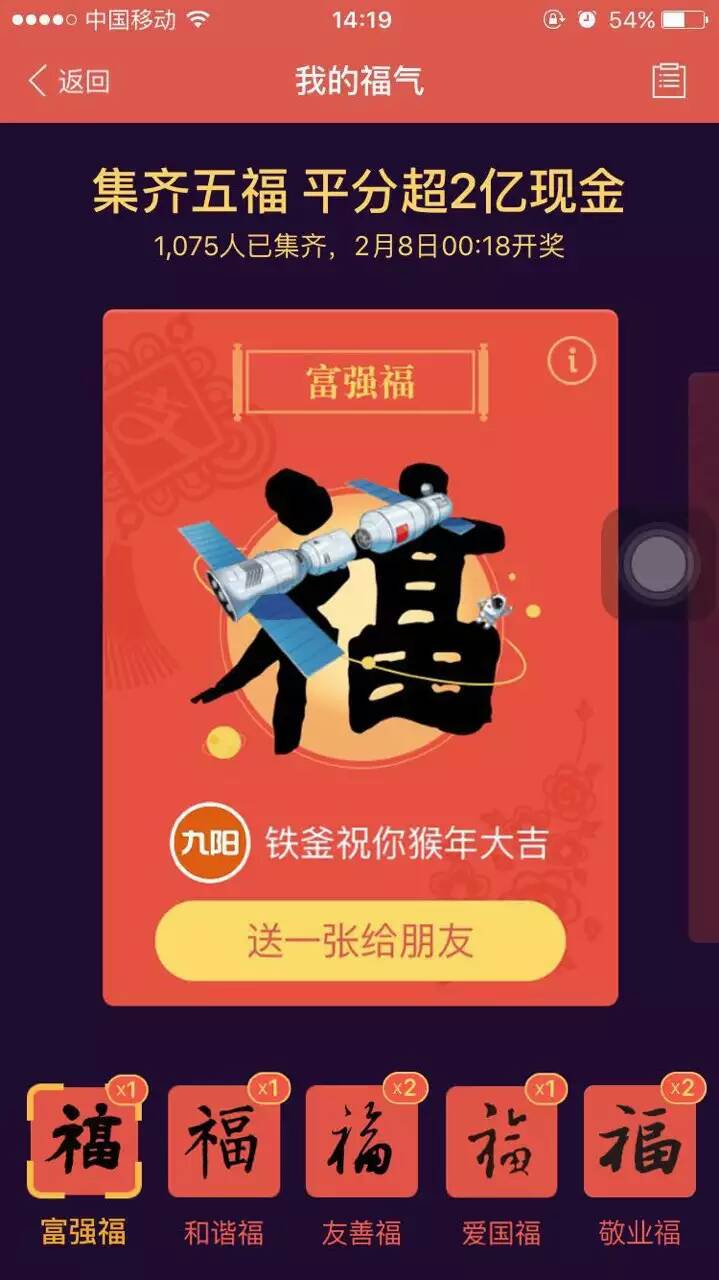 中国移动 14:19 54%
返回 我的福气
集齐五福 平分超2亿现金
1,075人已集齐，2月8日00:18开奖
富强福
i
福
九阳 铁釜祝你猴年大吉
送一张给朋友
x1 x1 x2 x1 x2
福 福 福 福 福
富强福 和谐福 友善福 爱国福 敬业福